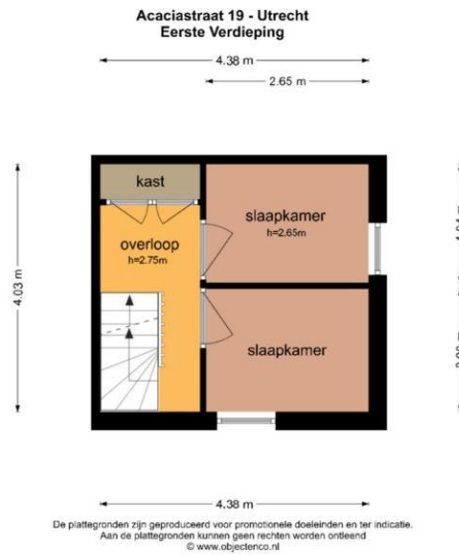 Acaciastraat 19 - Utrecht
Eerste Verdieping
4.38 m
2.65 m
kast
slaapkamer
h=2.65m
overloop
h=2.75m
4.03 m
slaapkamer
4.38 m
De plattegronden zijn geproduceerd voor promotionele doeleinden en ter indicatie.
Aan de plattegronden kunnen geen rechten worden ontleend
© www.objectenco.nl